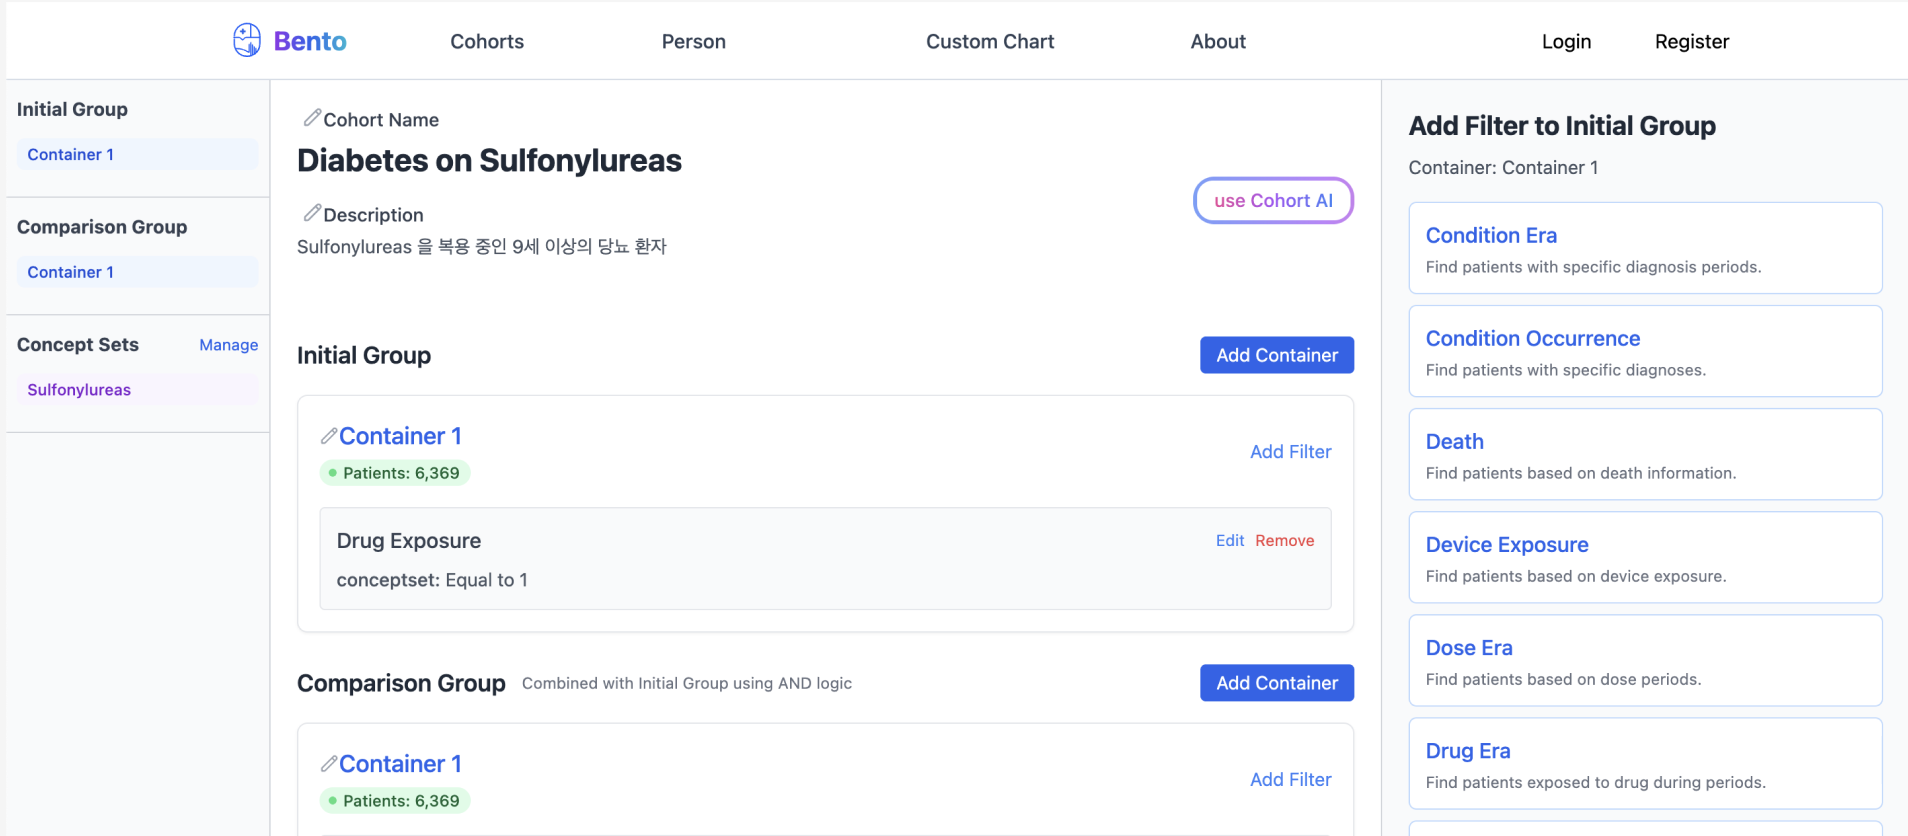 Bento
Cohorts
Person
Custom Chart
About
Login
Register
Initial Group
Container 1
Comparison Group
Container 1
Concept Sets
Manage
Sulfonylureas
Cohort Name
Diabetes on Sulfonylureas
Description
Sulfonylureas 을 복용 중인 9세 이상의 당뇨 환자
use Cohort AI
Initial Group
Add Container
Container 1
Patients: 6,369
Add Filter
Drug Exposure
Edit Remove
conceptset: Equal to 1
Comparison Group Combined with Initial Group using AND logic
Add Container
Container 1
Patients: 6,369
Add Filter
Add Filter to Initial Group
Container: Container 1
Condition Era
Find patients with specific diagnosis periods.
Condition Occurrence
Find patients with specific diagnoses.
Death
Find patients based on death information.
Device Exposure
Find patients based on device exposure.
Dose Era
Find patients based on dose periods.
Drug Era
Find patients exposed to drug during periods.